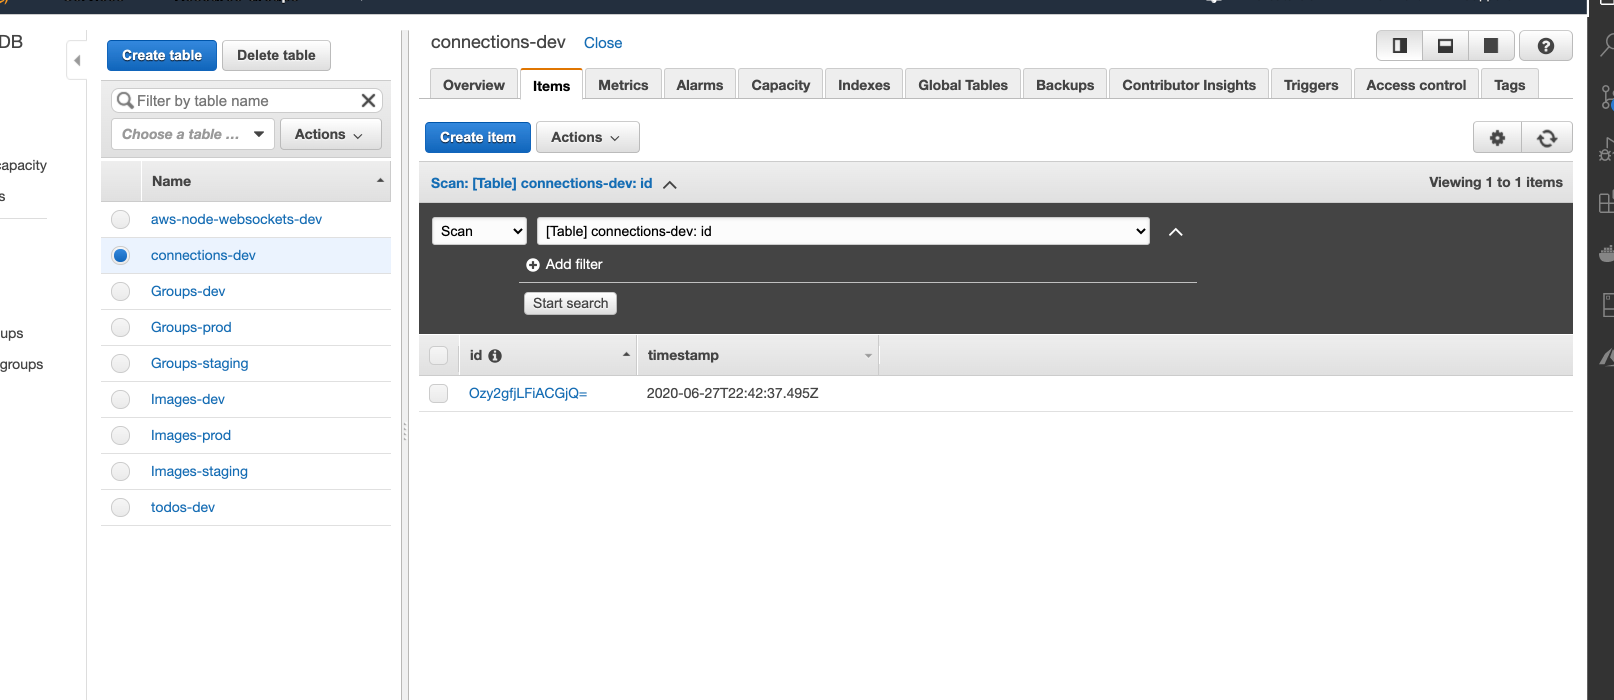 DB
apacity
s
ups
groups
Create table
Delete table
Filter by table name
Choose a table ...
Actions
Name
aws-node-websockets-dev
connections-dev
Groups-dev
Groups-prod
Groups-staging
Images-dev
Images-prod
Images-staging
todos-dev
connections-dev Close
Overview Items Metrics Alarms Capacity Indexes Global Tables Backups Contributor Insights Triggers Access control Tags
Create item Actions
Scan: [Table] connections-dev: id Viewing 1 to 1 items
Scan [Table] connections-dev: id
Add filter
Start search
id timestamp
Ozy2gfjLFiACGjQ= 2020-06-27T22:42:37.495Z